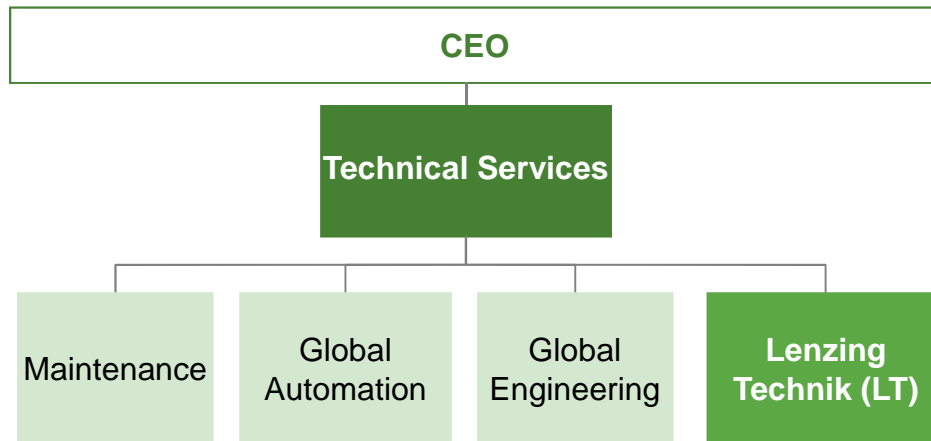 CEO
Technical Services
Maintenance
Global
Automation
Global
Engineering
Lenzing
Technik (LT)